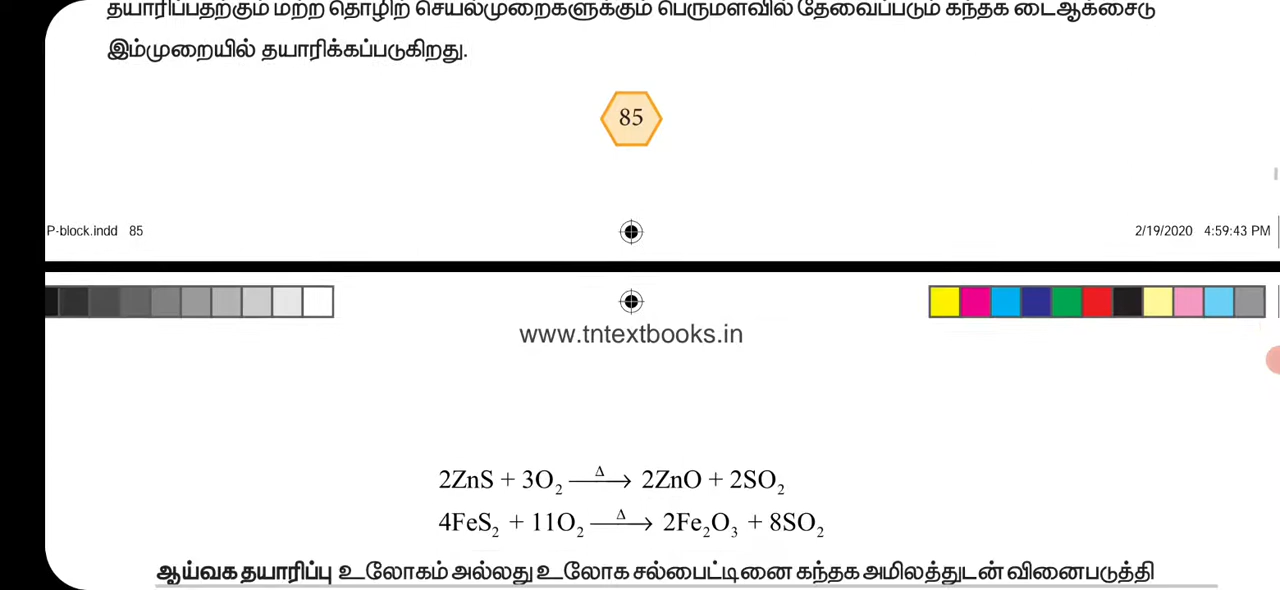 தயாரிப்பதற்கும் மற்ற தொழிற் செயல்முறைகளுக்கும் பெருமளவில் தேவைப்படும் கந்தக டைஆக்சைடு
இம்முறையில் தயாரிக்கப்படுகிறது.
85
P-block.indd 85
2/19/2020 4:59:43 PM
www.tntextbooks.in
2ZnS + 3O₂ —Δ→ 2ZnO + 2SO₂
4FeS₂ + 11O₂ —Δ→ 2Fe₂O₃ + 8SO₂
ஆய்வக தயாரிப்பு உலோகம் அல்லது உலோக சல்பைட்டினை கந்தக அமிலத்துடன் வினைபடுத்தி